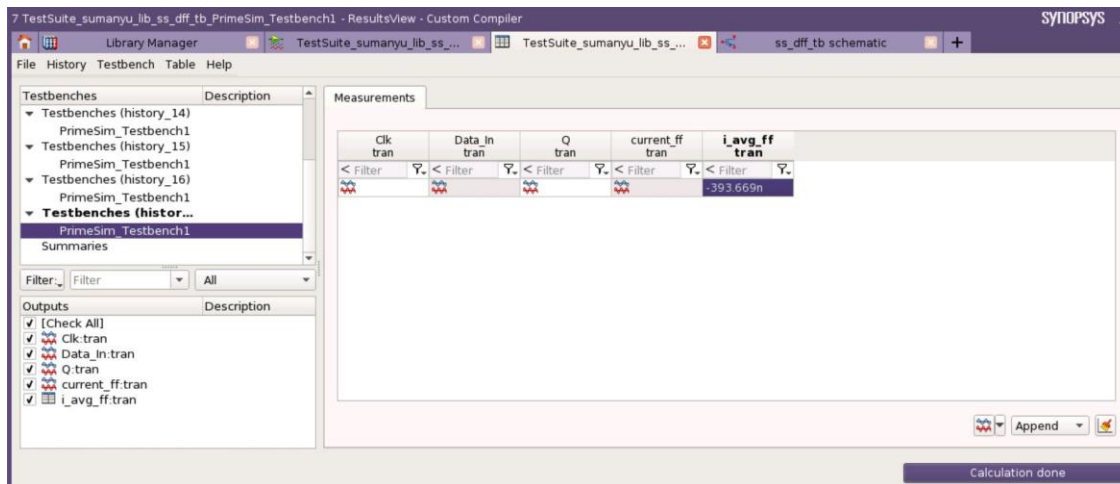 7 TestSuite_sumanyu_lib_ss_dff_tb_PrimeSim_Testbench1 - ResultsView - Custom Compiler
SYNOPSYS
Library Manager
TestSuite_sumanyu_lib_ss_...
TestSuite_sumanyu_lib_ss_...
ss_dff_tb schematic
+
File History Testbench Table Help
Testbenches Description
Testbenches (history_14)
PrimeSim_Testbench1
Testbenches (history_15)
PrimeSim_Testbench1
Testbenches (history_16)
PrimeSim_Testbench1
Testbenches (histor...
PrimeSim_Testbench1
Summaries
Filter: Filter All
Outputs Description
[Check All]
Clk:tran
Data_In:tran
Q:tran
current_ff:tran
i_avg_ff:tran
Measurements
Clk Data_In Q current_ff i_avg_ff
tran tran tran tran tran
< Filter < Filter < Filter < Filter < Filter
-393.669n
Append
Calculation done